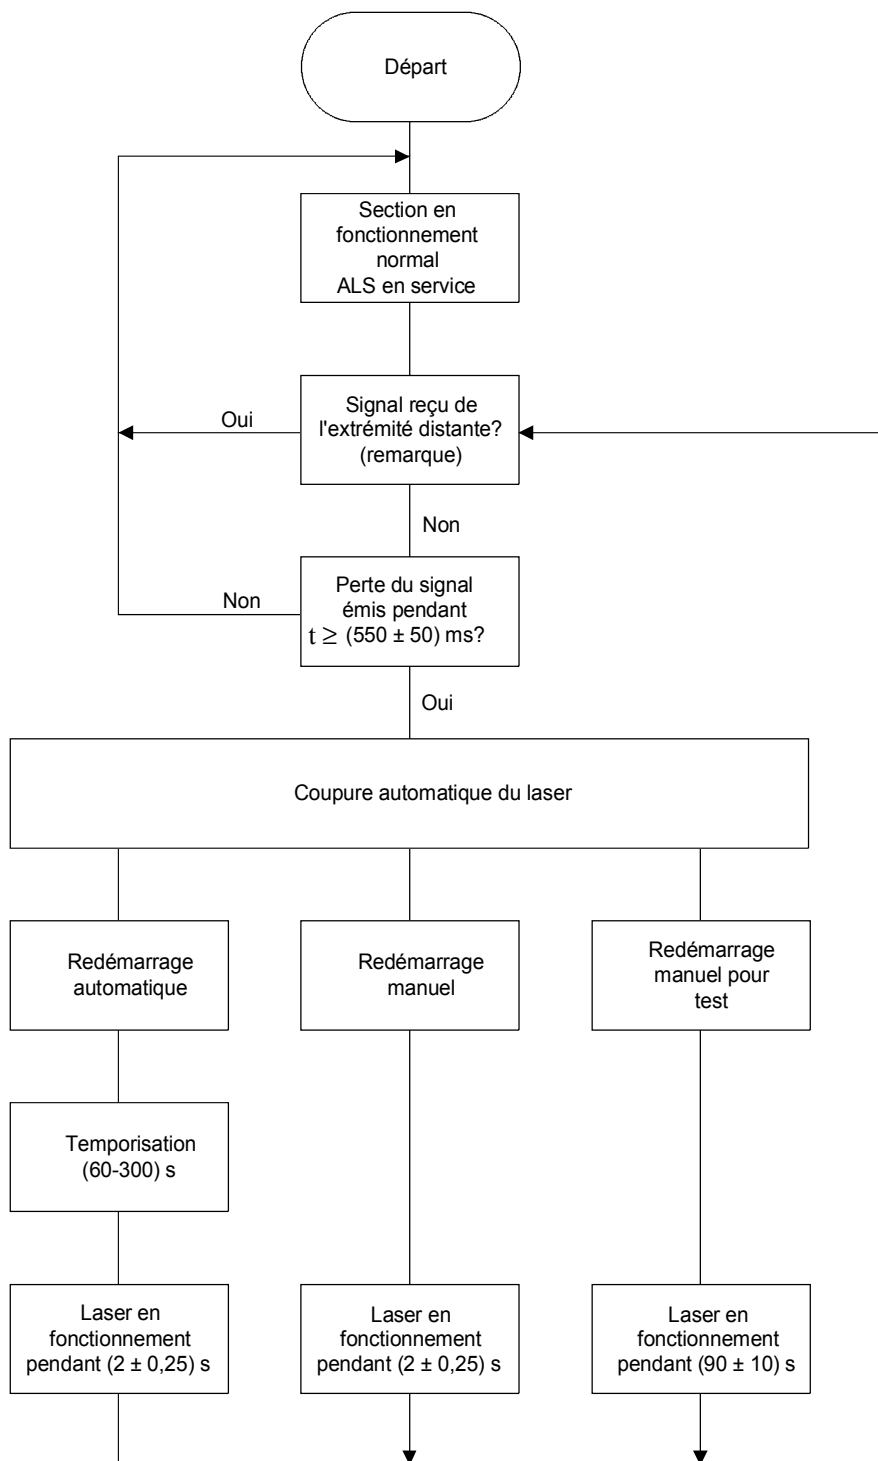 Départ
Section en
fonctionnement
normal
ALS en service
Signal reçu de
l'extrémité distante?
(remarque)
Oui
Non
Perte du signal
émis pendant
t ≥ (550 ± 50) ms?
Non
Oui
Coupure automatique du laser
Redémarrage
automatique
Redémarrage
manuel
Redémarrage
manuel pour
test
Temporisation
(60-300) s
Laser en
fonctionnement
pendant (2 ± 0,25) s
Laser en
fonctionnement
pendant (2 ± 0,25) s
Laser en
fonctionnement
pendant (90 ± 10) s